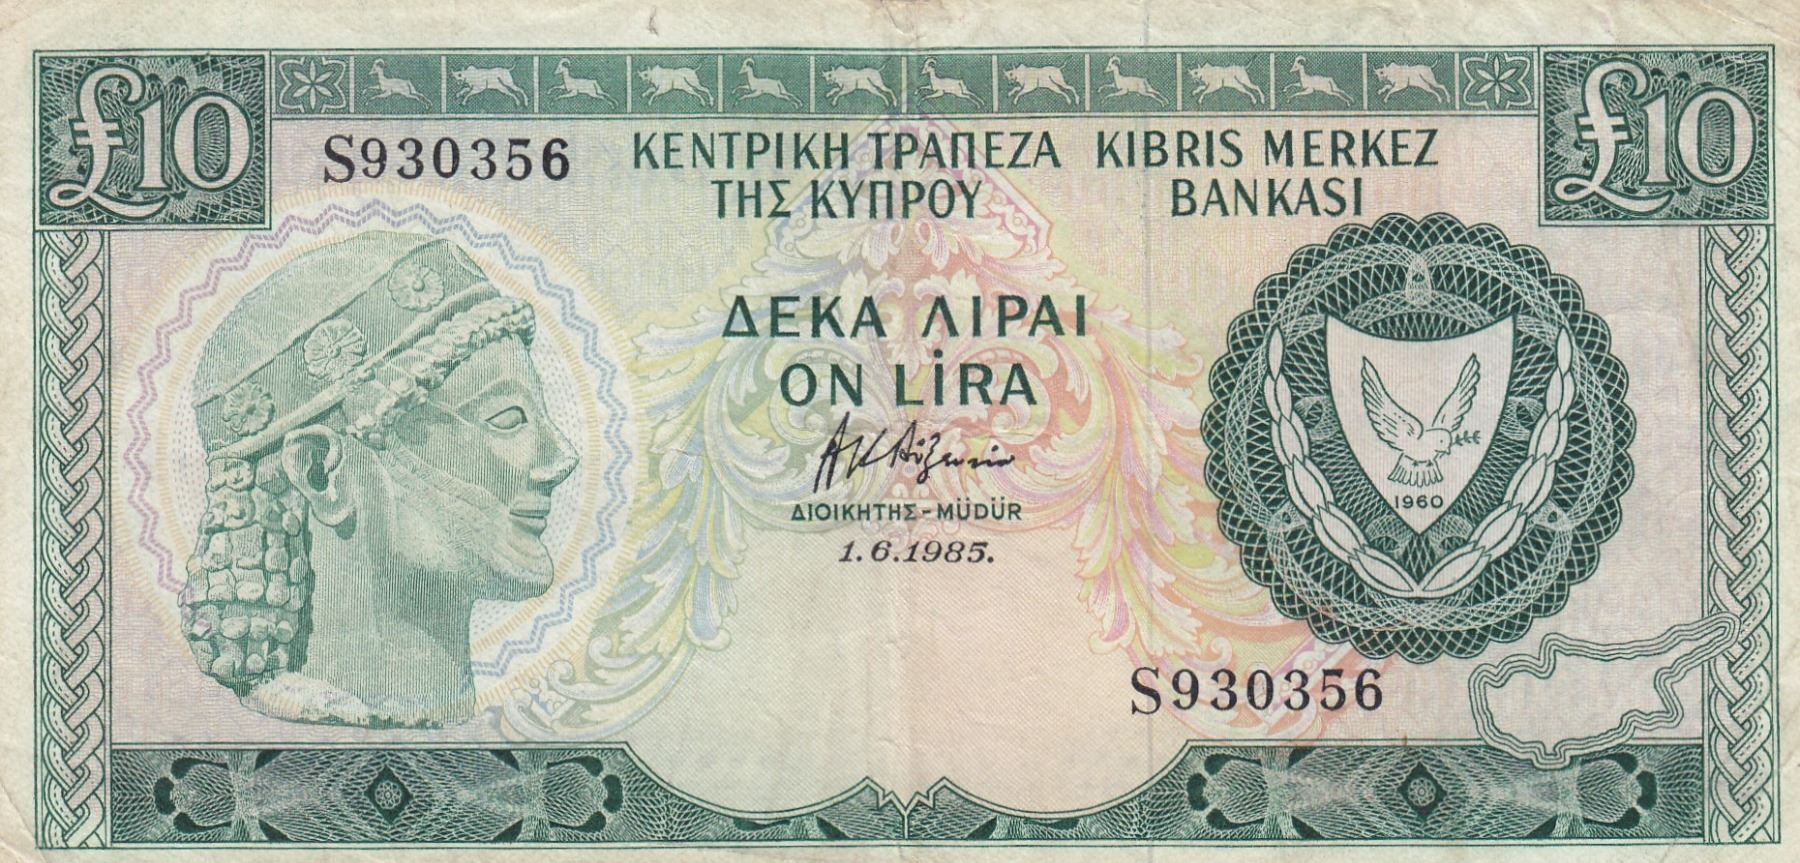 £10
£10
S930356
ΚΕΝΤΡΙΚΗ ΤΡΑΠΕΖΑ
ΤΗΣ ΚΥΠΡΟΥ
KIBRIS MERKEZ
BANKASI
ΔΕΚΑ ΛΙΡΑΙ
ON LİRA
ΔΙΟΙΚΗΤΗΣ - MÜDÜR
1.6.1985.
1960
S930356